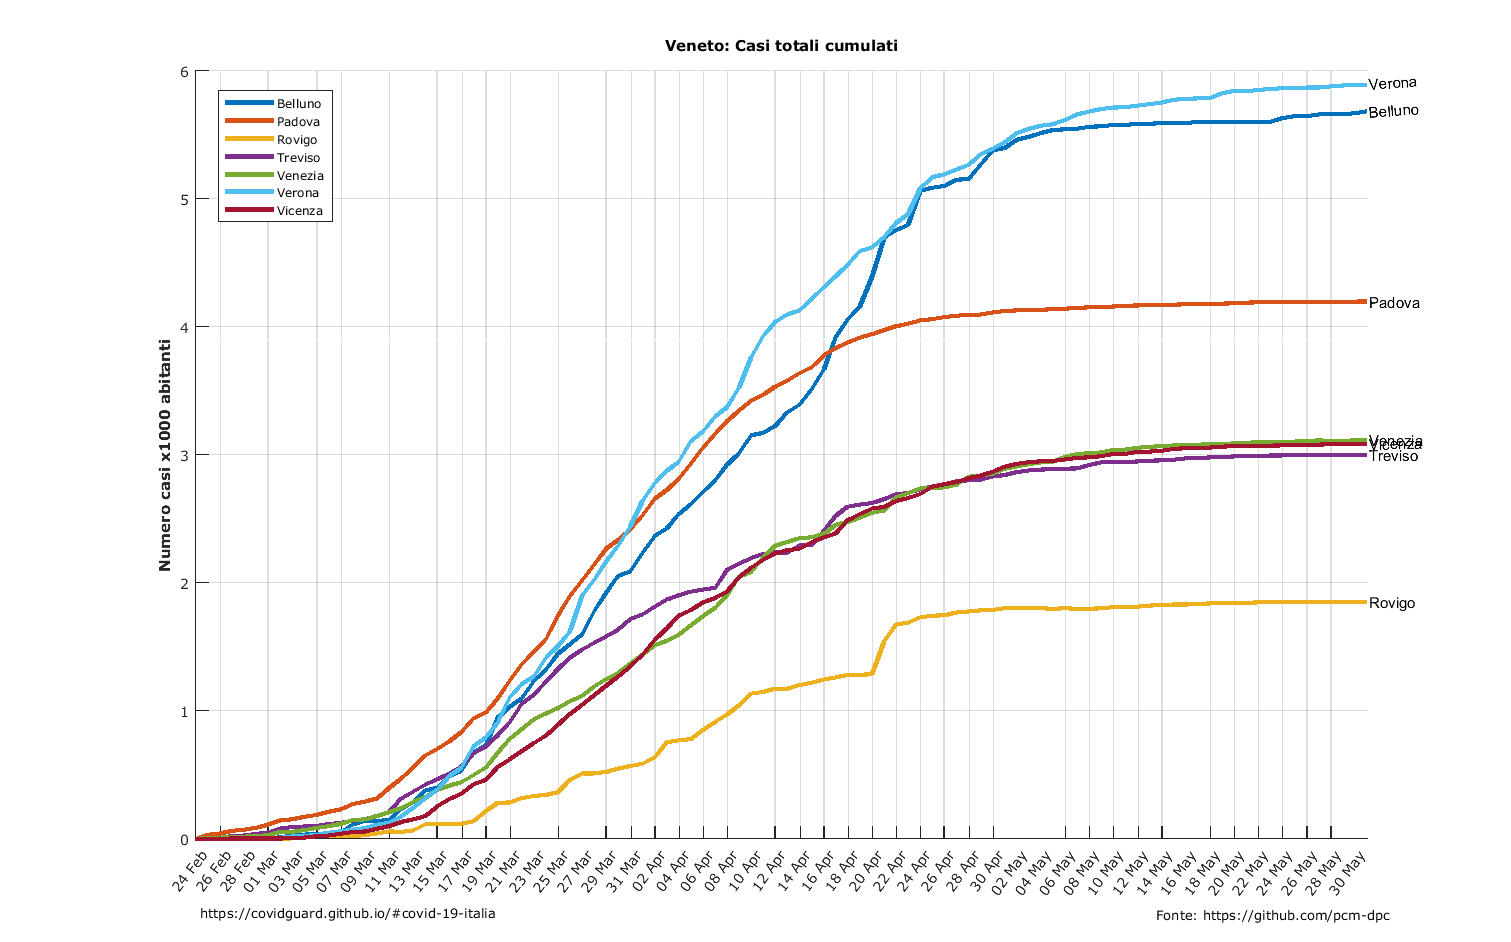 Veneto: Casi totali cumulati
Numero casi x1000 abitanti
6
5
4
3
2
1
0
Belluno
Padova
Rovigo
Treviso
Venezia
Verona
Vicenza
Verona
Belluno
Padova
Venezia
Vicenza
Treviso
Rovigo
24 Feb
26 Feb
28 Feb
01 Mar
03 Mar
05 Mar
07 Mar
09 Mar
11 Mar
13 Mar
15 Mar
17 Mar
19 Mar
21 Mar
23 Mar
25 Mar
27 Mar
29 Mar
31 Mar
02 Apr
04 Apr
06 Apr
08 Apr
10 Apr
12 Apr
14 Apr
16 Apr
18 Apr
20 Apr
22 Apr
24 Apr
26 Apr
28 Apr
30 Apr
02 May
04 May
06 May
08 May
10 May
12 May
14 May
16 May
18 May
20 May
22 May
24 May
26 May
28 May
30 May
https://covidguard.github.io/#covid-19-italia
Fonte: https://github.com/pcm-dpc